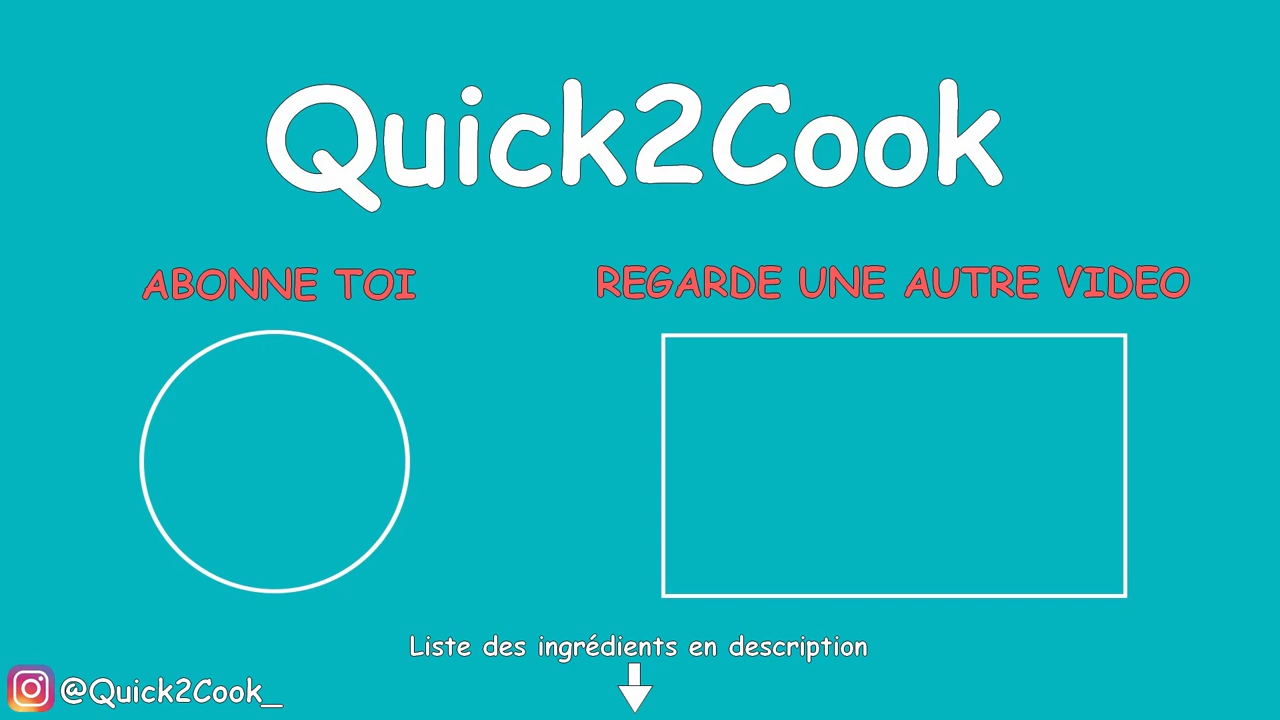 Quick2Cook
ABONNE TOI
REGARDE UNE AUTRE VIDEO
Liste des ingrédients en description
@Quick2Cook_